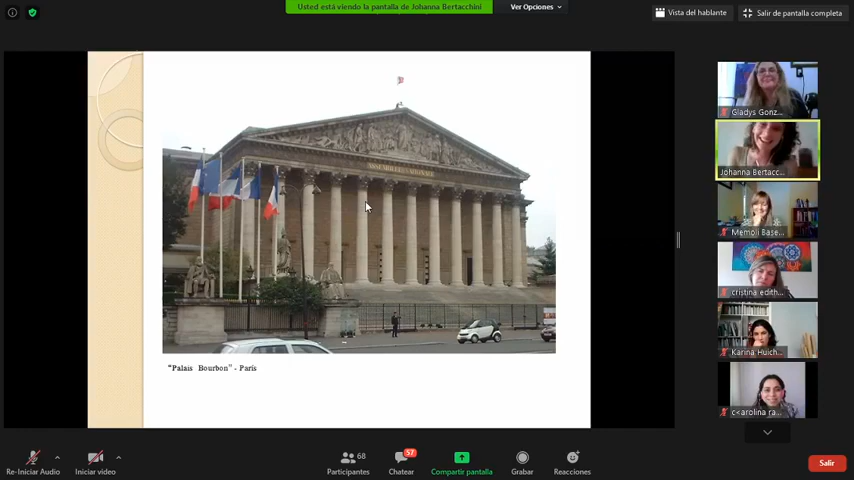 Usted está viendo la pantalla de Johanna Bertacchini
Ver Opciones
Vista del hablante
Salir de pantalla completa
ASSEMBLEE NATIONALE
"Palais Bourbon" - París
Gladys Gonz...
Johanna Bertacc...
Memoli Base...
cristina edith...
Karina Huich...
c<arolina ra...
Re-Iniciar Audio
Iniciar video
68
Participantes
57
Chatear
Compartir pantalla
Grabar
Reacciones
Salir